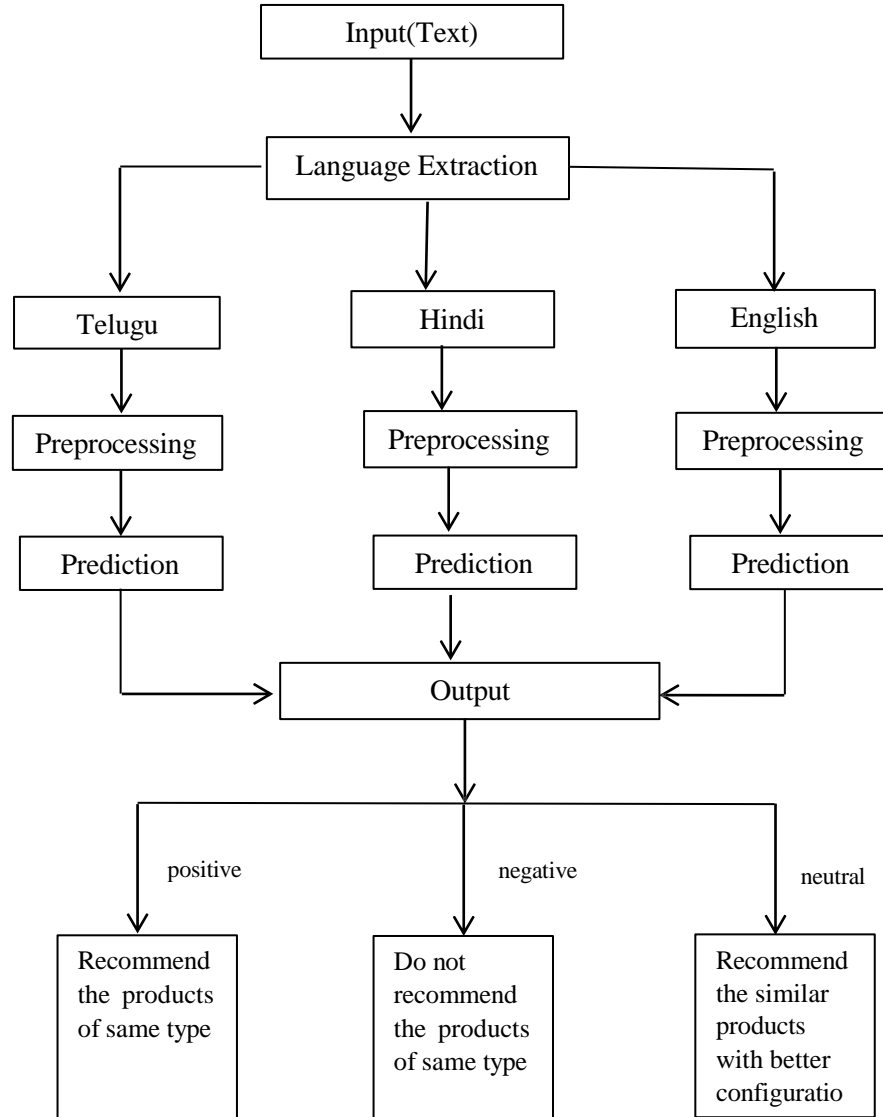 Input(Text)
Language Extraction
Telugu
Hindi
English
Preprocessing
Preprocessing
Preprocessing
Prediction
Prediction
Prediction
Output
positive
negative
neutral
Recommend
the products
of same type
Do not
recommend
the products
of same type
Recommend
the similar
products
with better
configuratio